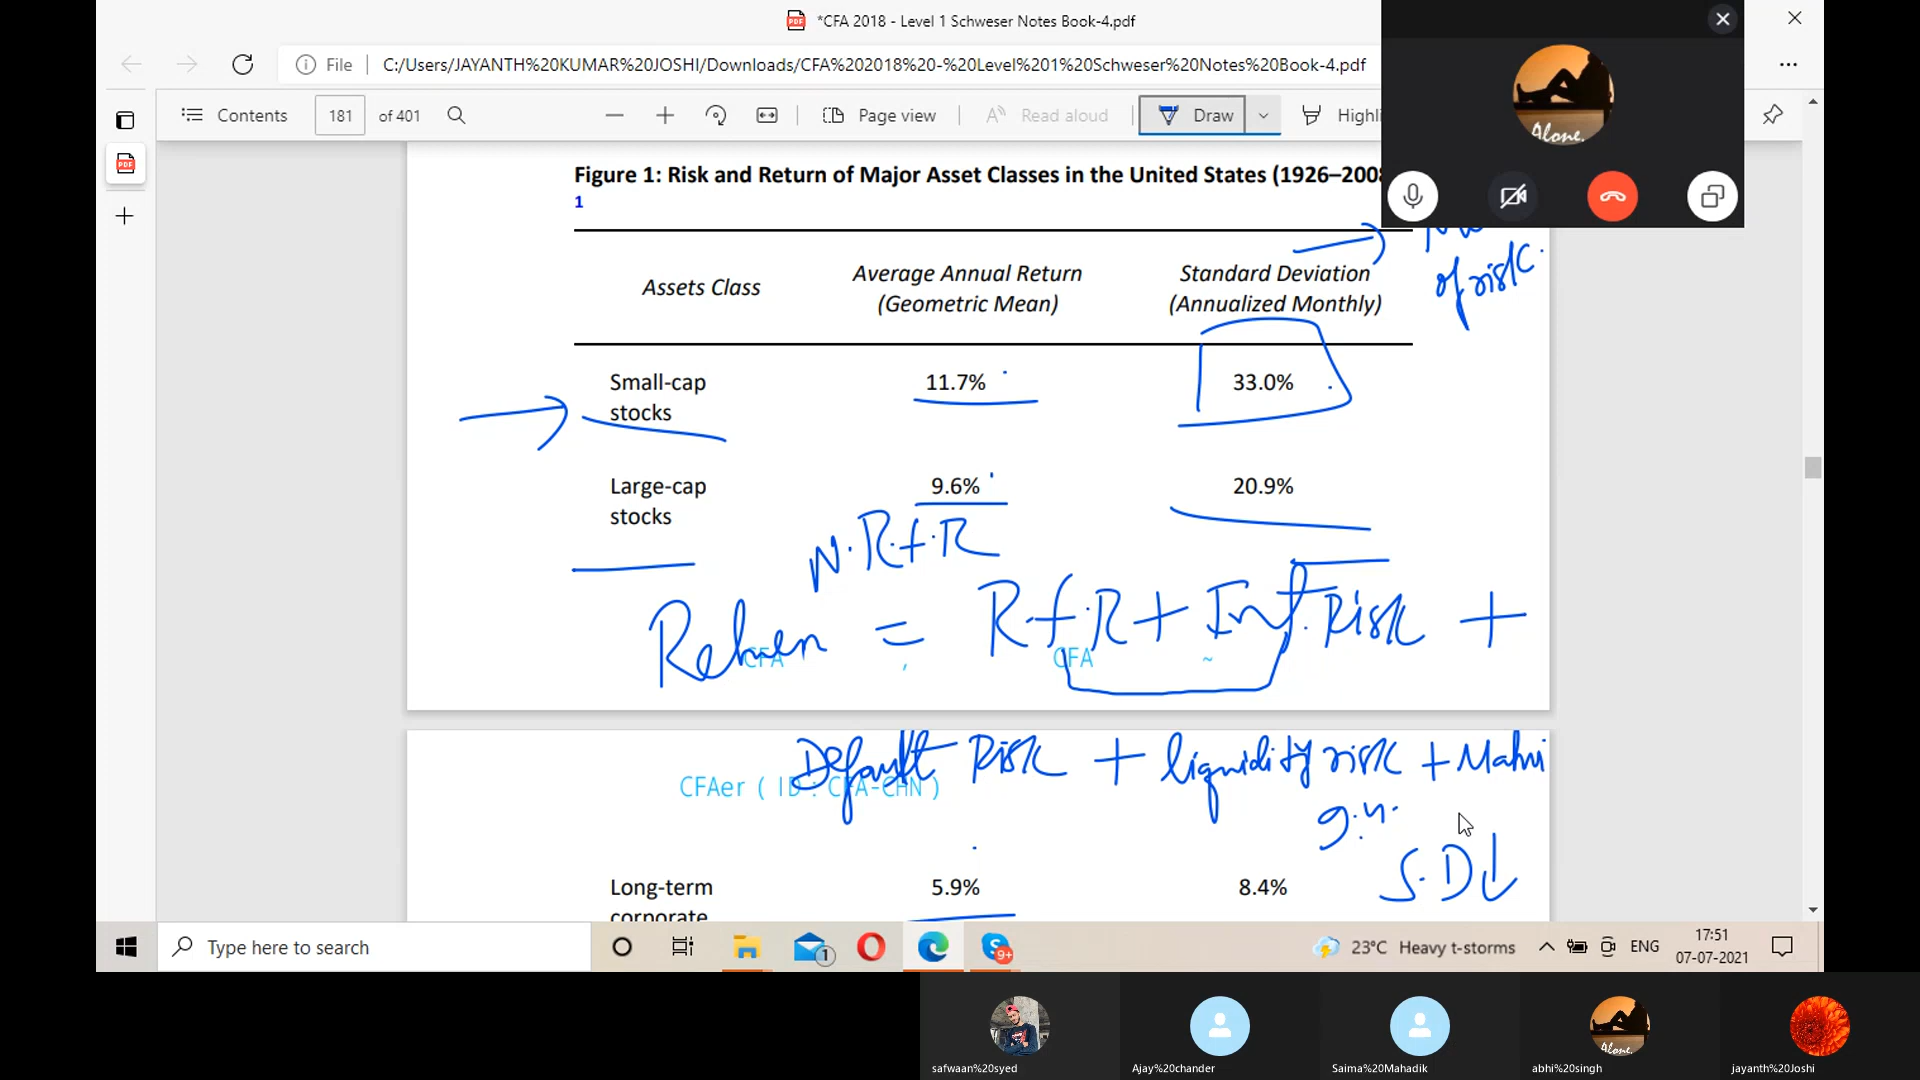 *CFA 2018 - Level 1 Schweser Notes Book-4.pdf
File C:/Users/JAYANTH%20KUMAR%20JOSHI/Downloads/CFA%202018%20-%20Level%201%20Schweser%20Notes%20Book-4.pdf
Contents 181 of 401 Page view Read aloud Draw Highli
Alone.
Figure 1: Risk and Return of Major Asset Classes in the United States (1926–2008
1
of risk.
Assets Class Average Annual Return (Geometric Mean) Standard Deviation (Annualized Monthly)
Small-cap stocks 11.7% 33.0%
Large-cap stocks 9.6% 20.9%
N.R.f.R
Return = R.f.R + Inf. Risk +
CFA CFA
Default Risk + liquidity risk +
CFAer ( ID : CFA-CHN )
S.D↓
Long-term corporate 5.9% 8.4%
Type here to search 1 9+ 23°C Heavy t-storms ENG 17:51
07-07-2021
Alone.
safwaan%20syed Ajay%20chander Saima%20Mahadik abhi%20singh jayanth%20Joshi